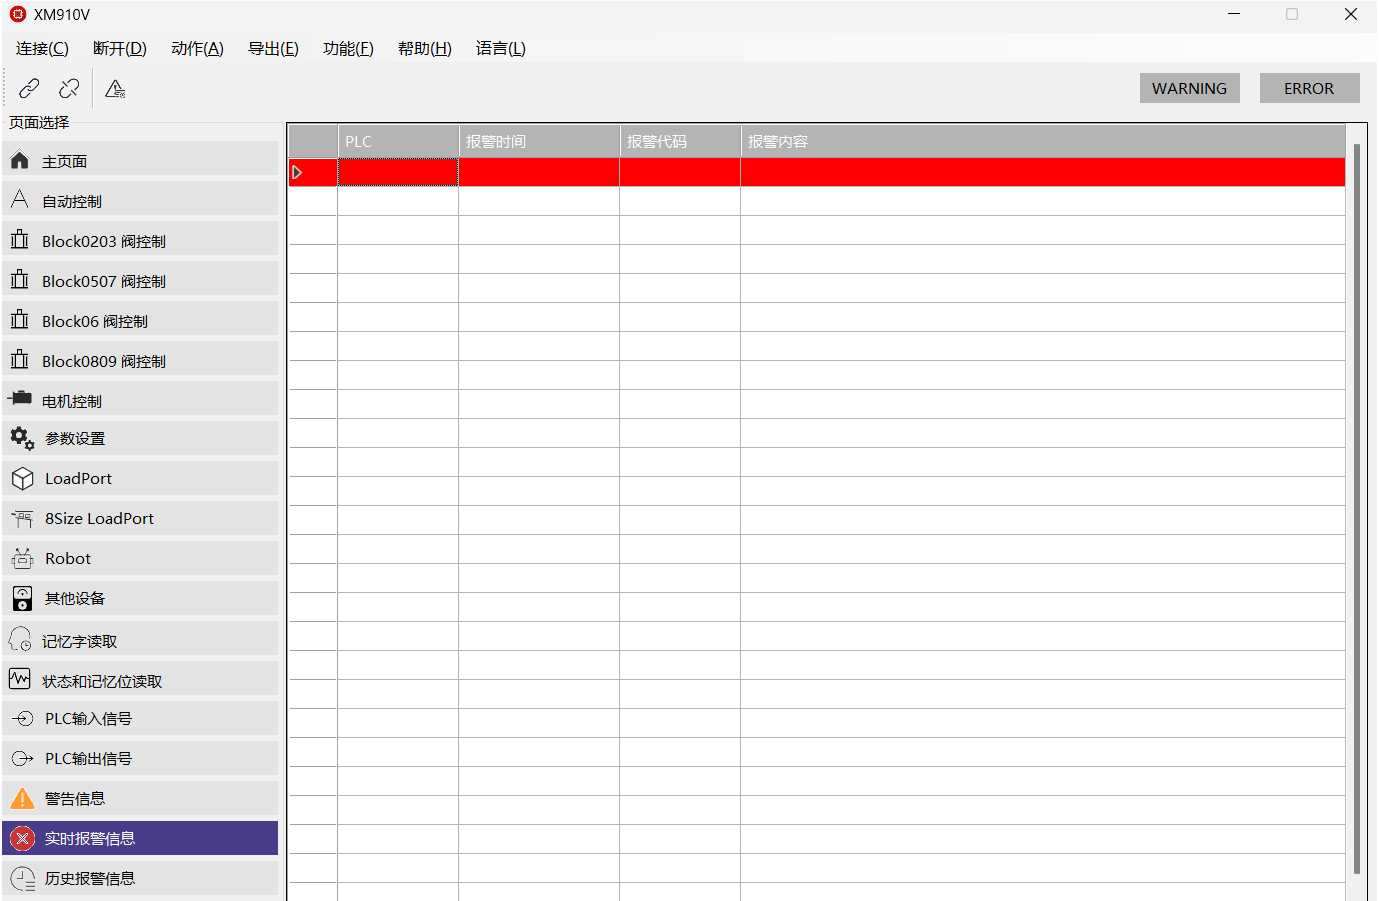 XM910V
连接(C) 断开(D) 动作(A) 导出(E) 功能(F) 帮助(H) 语言(L)
WARNING ERROR
页面选择
PLC 报警时间 报警代码 报警内容
主页面
自动控制
Block0203 阀控制
Block0507 阀控制
Block06 阀控制
Block0809 阀控制
电机控制
参数设置
LoadPort
8Size LoadPort
Robot
其他设备
记忆字读取
状态和记忆位读取
PLC输入信号
PLC输出信号
警告信息
实时报警信息
历史报警信息